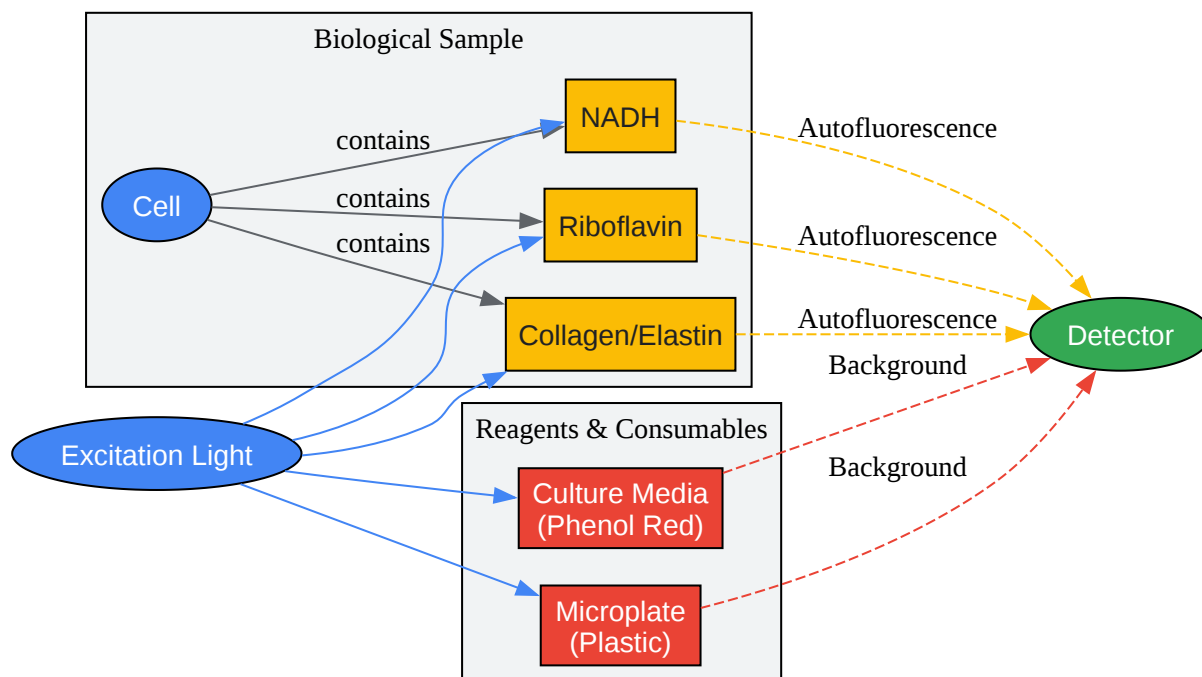 Biological Sample
NADH
contains
Autofluorescence
Cell
contains
Riboflavin
contains
Autofluorescence
Collagen/Elastin
Autofluorescence
Detector
Background
Excitation Light
Reagents & Consumables
Background
Culture Media
(Phenol Red)
Microplate
(Plastic)